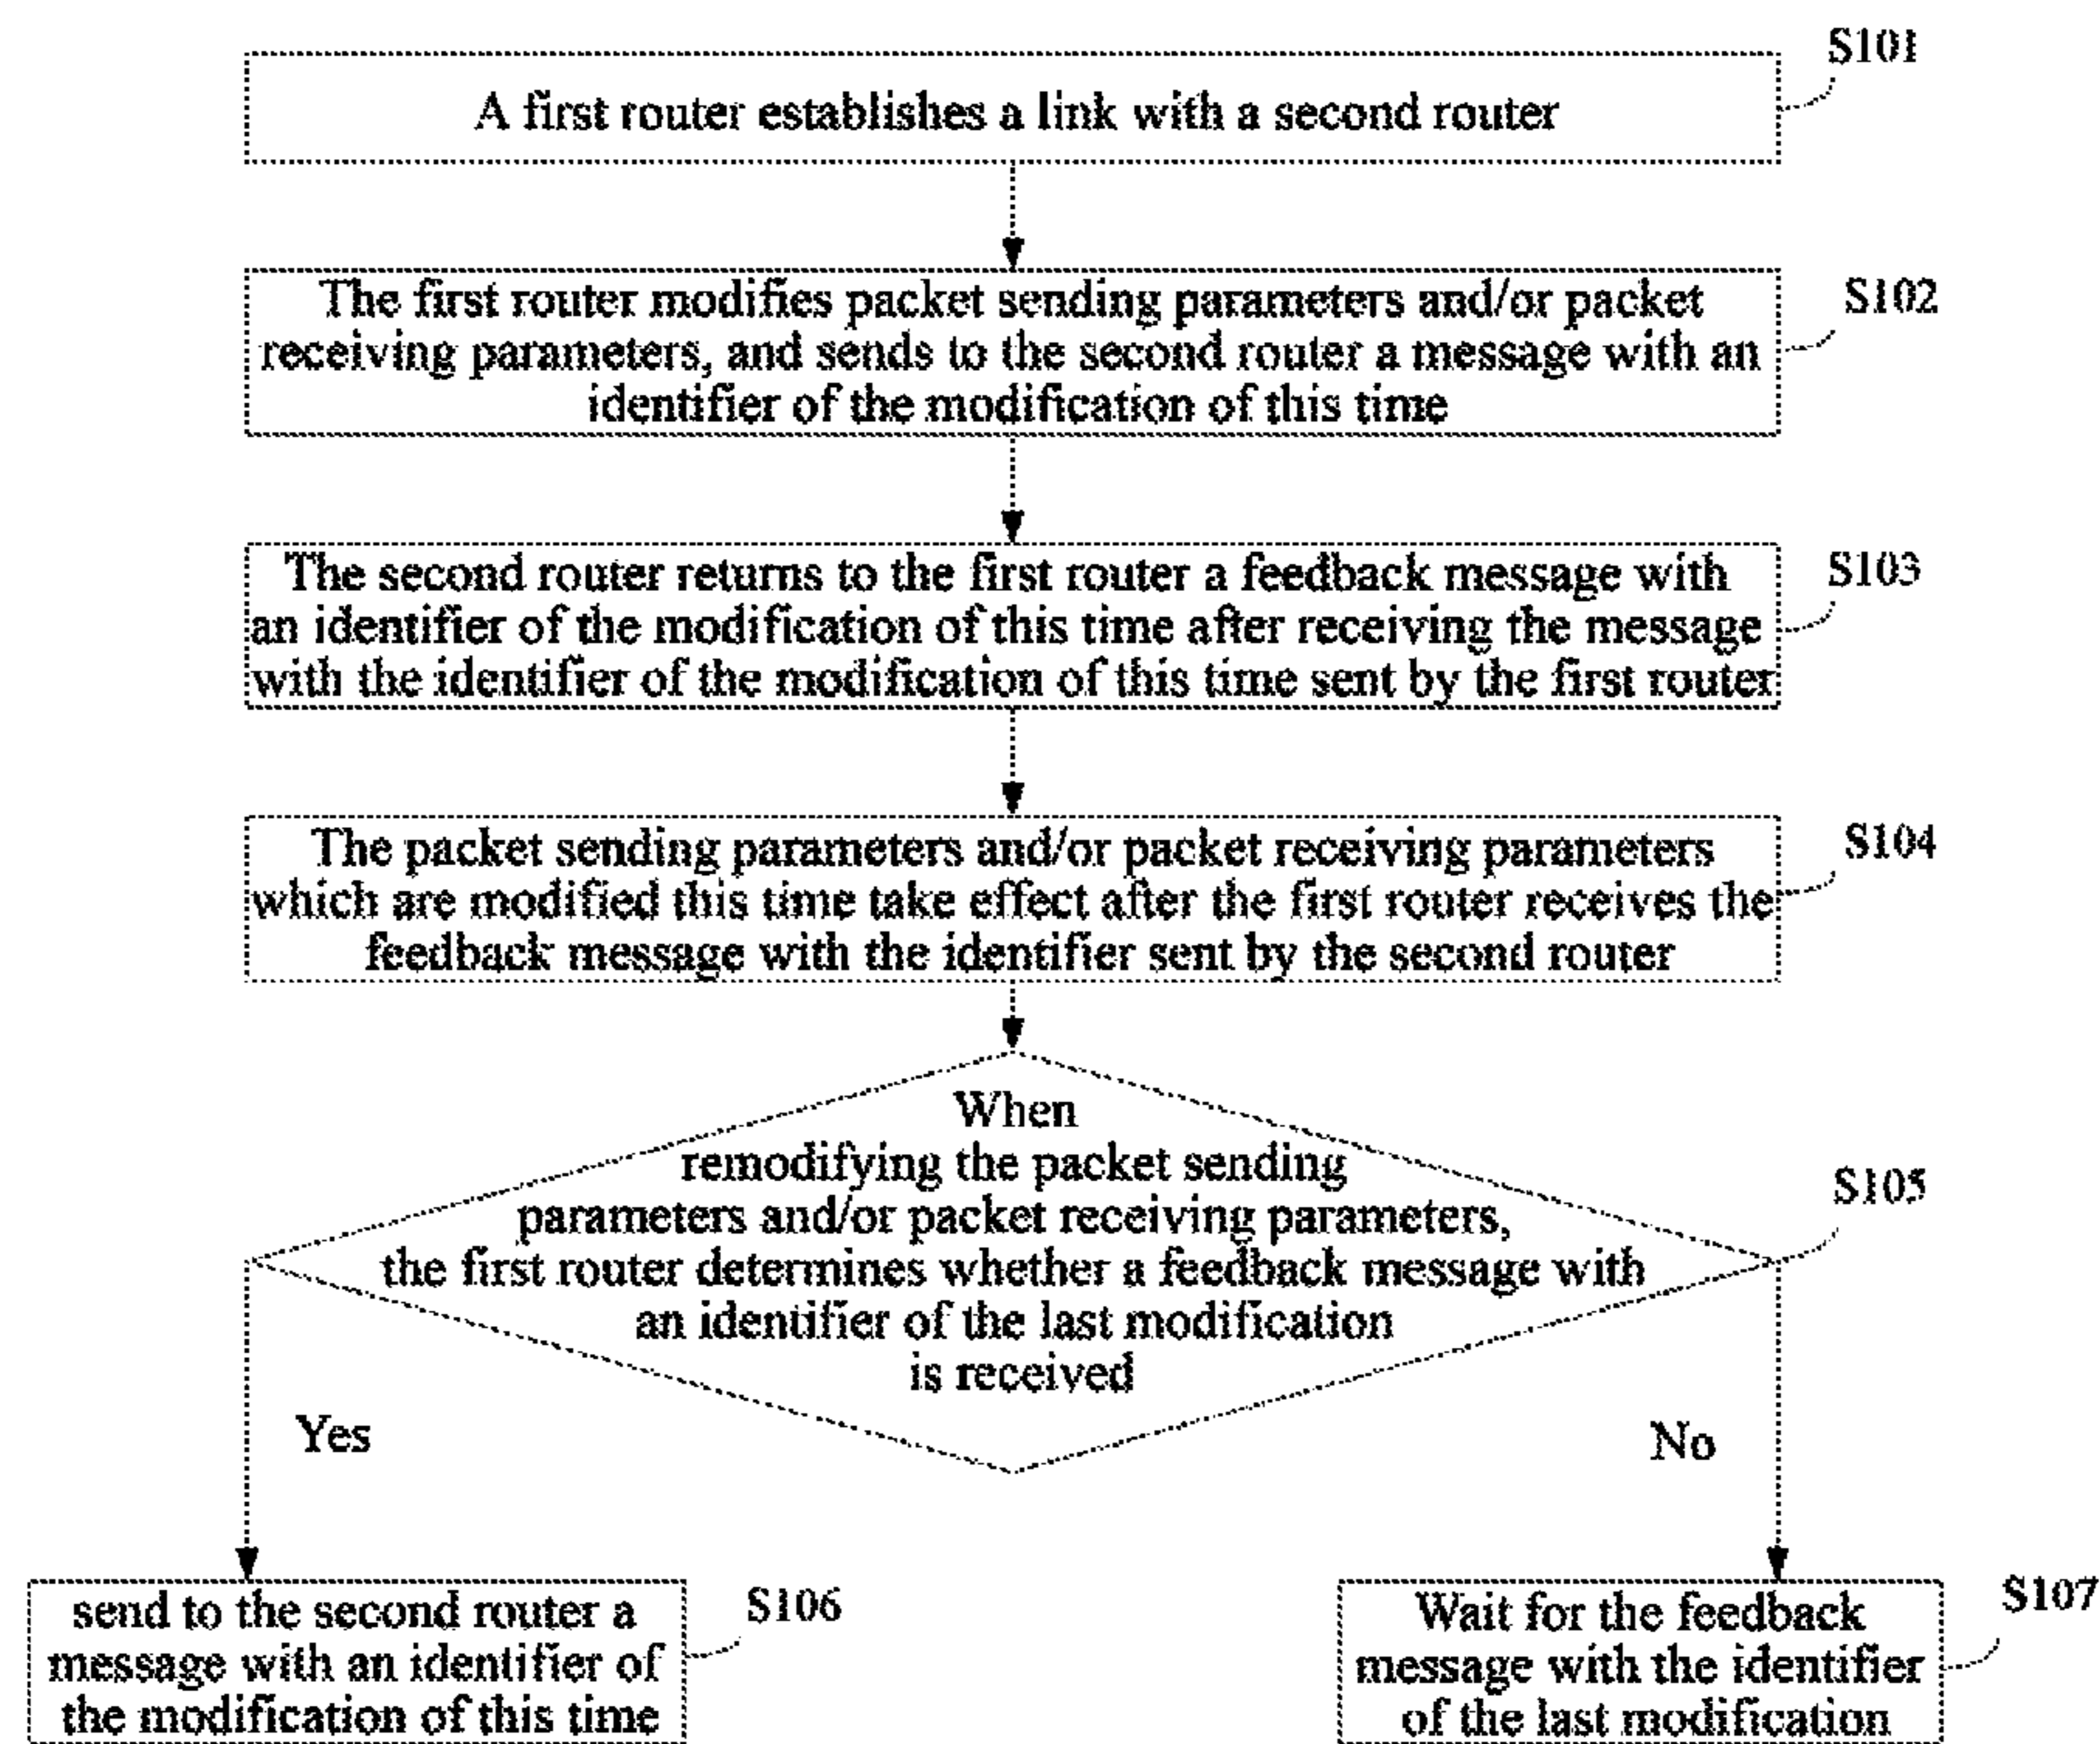 S101
A first router establishes a link with a second router
S102
The first router modifies packet sending parameters and/or packet
receiving parameters, and sends to the second router a message with an
identifier of the modification of this time
S103
The second router returns to the first router a feedback message with
an identifier of the modification of this time after receiving the message
with the identifier of the modification of this time sent by the first router
S104
The packet sending parameters and/or packet receiving parameters
which are modified this time take effect after the first router receives the
feedback message with the identifier sent by the second router
When
remodifying the packet sending
S105
parameters and/or packet receiving parameters,
the first router determines whether a feedback message with
an identifier of the last modification
is received
Yes
No
S106
send to the second router a
message with an identifier of
the modification of this time
S107
Wait for the feedback
message with the identifier
of the last modification